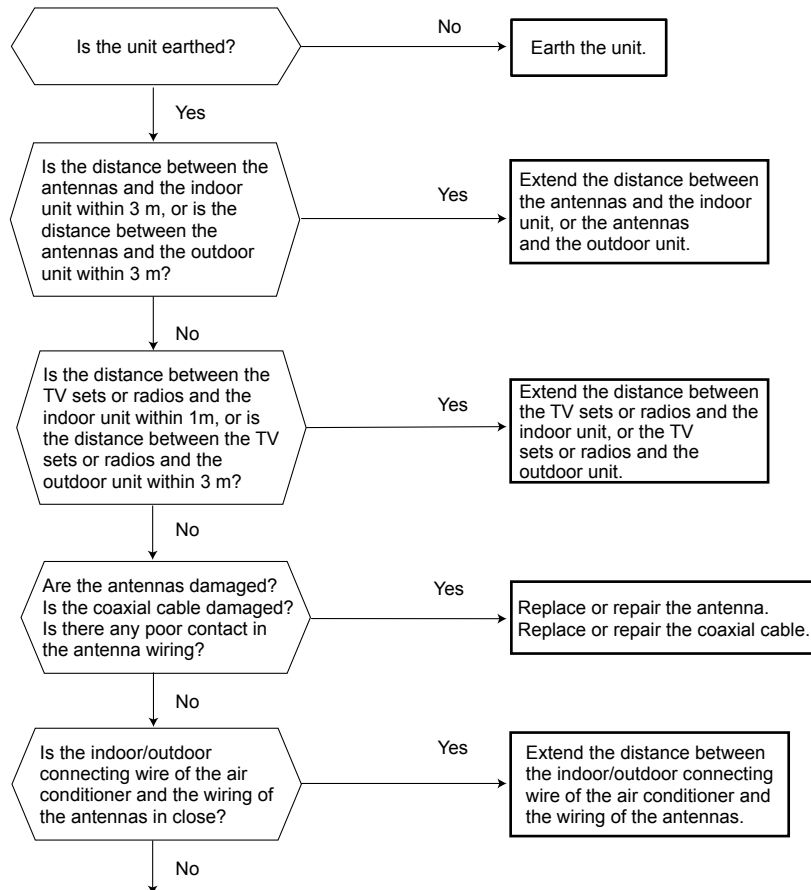 Is the unit earthed?
No
Earth the unit.
Yes
Is the distance between the
antennas and the indoor
unit within 3 m, or is the
distance between the
antennas and the outdoor
unit within 3 m?
Yes
Extend the distance between
the antennas and the indoor
unit, or the antennas
and the outdoor unit.
No
Is the distance between the
TV sets or radios and the
indoor unit within 1m, or is
the distance between the TV
sets or radios and the
outdoor unit within 3 m?
Yes
Extend the distance between
the TV sets or radios and the
indoor unit, or the TV
sets or radios and the
outdoor unit.
No
Are the antennas damaged?
Is the coaxial cable damaged?
Is there any poor contact in
the antenna wiring?
Yes
Replace or repair the antenna.
Replace or repair the coaxial cable.
No
Is the indoor/outdoor
connecting wire of the air
conditioner and the wiring of
the antennas in close?
Yes
Extend the distance between
the indoor/outdoor connecting
wire of the air conditioner and
the wiring of the antennas.
No